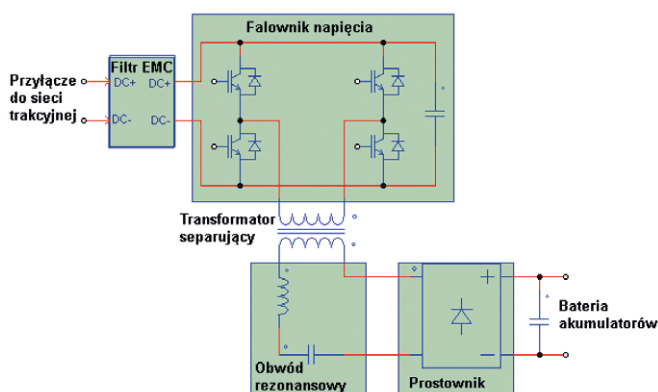 Falownik napięcia
Filtr EMC
Przyłącze
do sieci
trakcyjnej
DC+ DC+
DC- DC-
Transformator
separujący
+
−
Bateria
akumulatorów
Obwód
rezonansowy
Prostownik